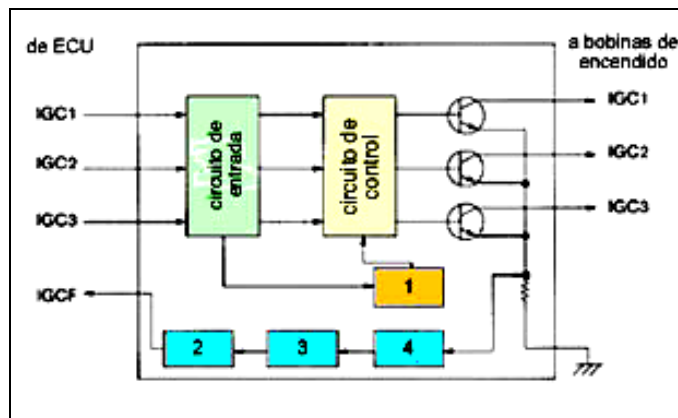 de ECU
a bobinas de
encendido
IGC1
IGC2
IGC3
IGCF
circuito de
entrada
circuito de
control
IGC1
IGC2
IGC3
1
2
3
4